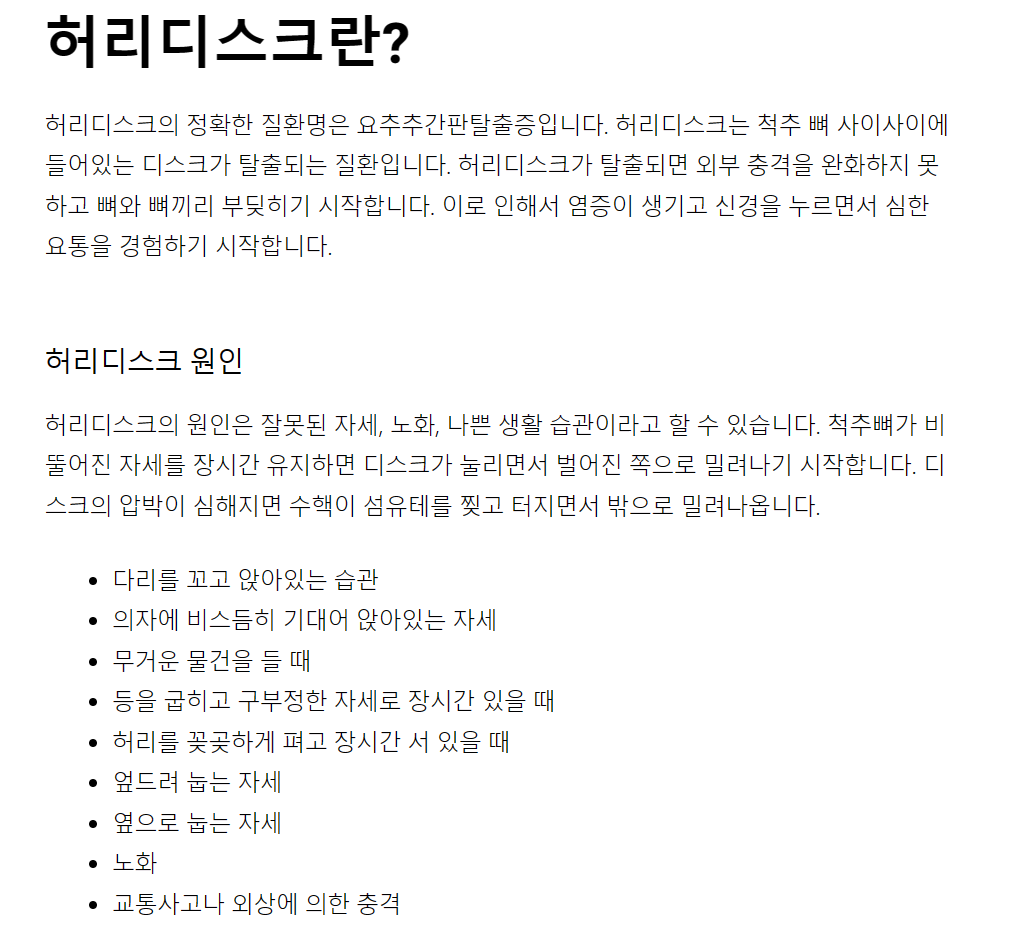 허리디스크란?
허리디스크의 정확한 질환명은 요추추간판탈출증입니다. 허리디스크는 척추 뼈 사이사이에
들어있는 디스크가 탈출되는 질환입니다. 허리디스크가 탈출되면 외부 충격을 완화하지 못
하고 뼈와 뼈끼리 부딪히기 시작합니다. 이로 인해서 염증이 생기고 신경을 누르면서 심한
요통을 경험하기 시작합니다.
허리디스크 원인
허리디스크의 원인은 잘못된 자세, 노화, 나쁜 생활 습관이라고 할 수 있습니다. 척추뼈가 비
뚤어진 자세를 장시간 유지하면 디스크가 눌리면서 벌어진 쪽으로 밀려나기 시작합니다. 디
스크의 압박이 심해지면 수핵이 섬유테를 찢고 터지면서 밖으로 밀려나옵니다.
• 다리를 꼬고 앉아있는 습관
• 의자에 비스듬히 기대어 앉아있는 자세
• 무거운 물건을 들 때
• 등을 굽히고 구부정한 자세로 장시간 있을 때
• 허리를 꽂곶하게 펴고 장시간 서 있을 때
• 엎드려 눕는 자세
• 옆으로 눕는 자세
• 노화
• 교통사고나 외상에 의한 충격